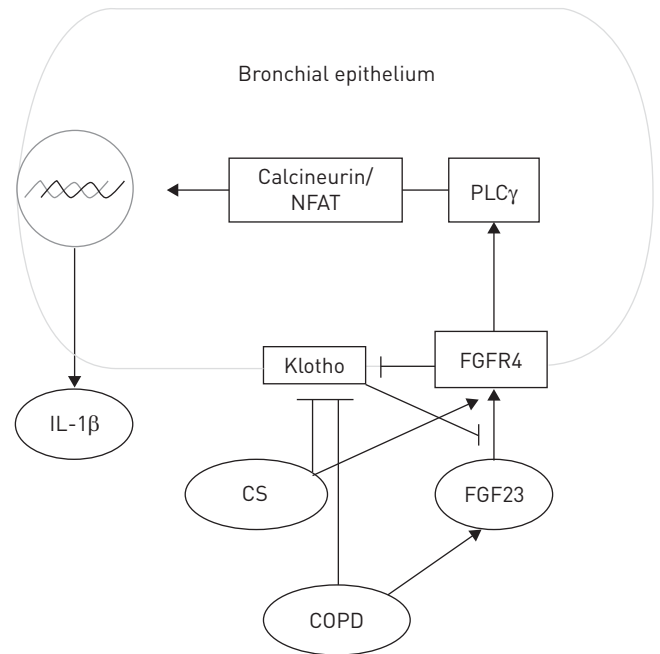 Bronchial epithelium
Calcineurin/
NFAT
PLCγ
Klotho
FGFR4
IL-1β
CS
FGF23
COPD